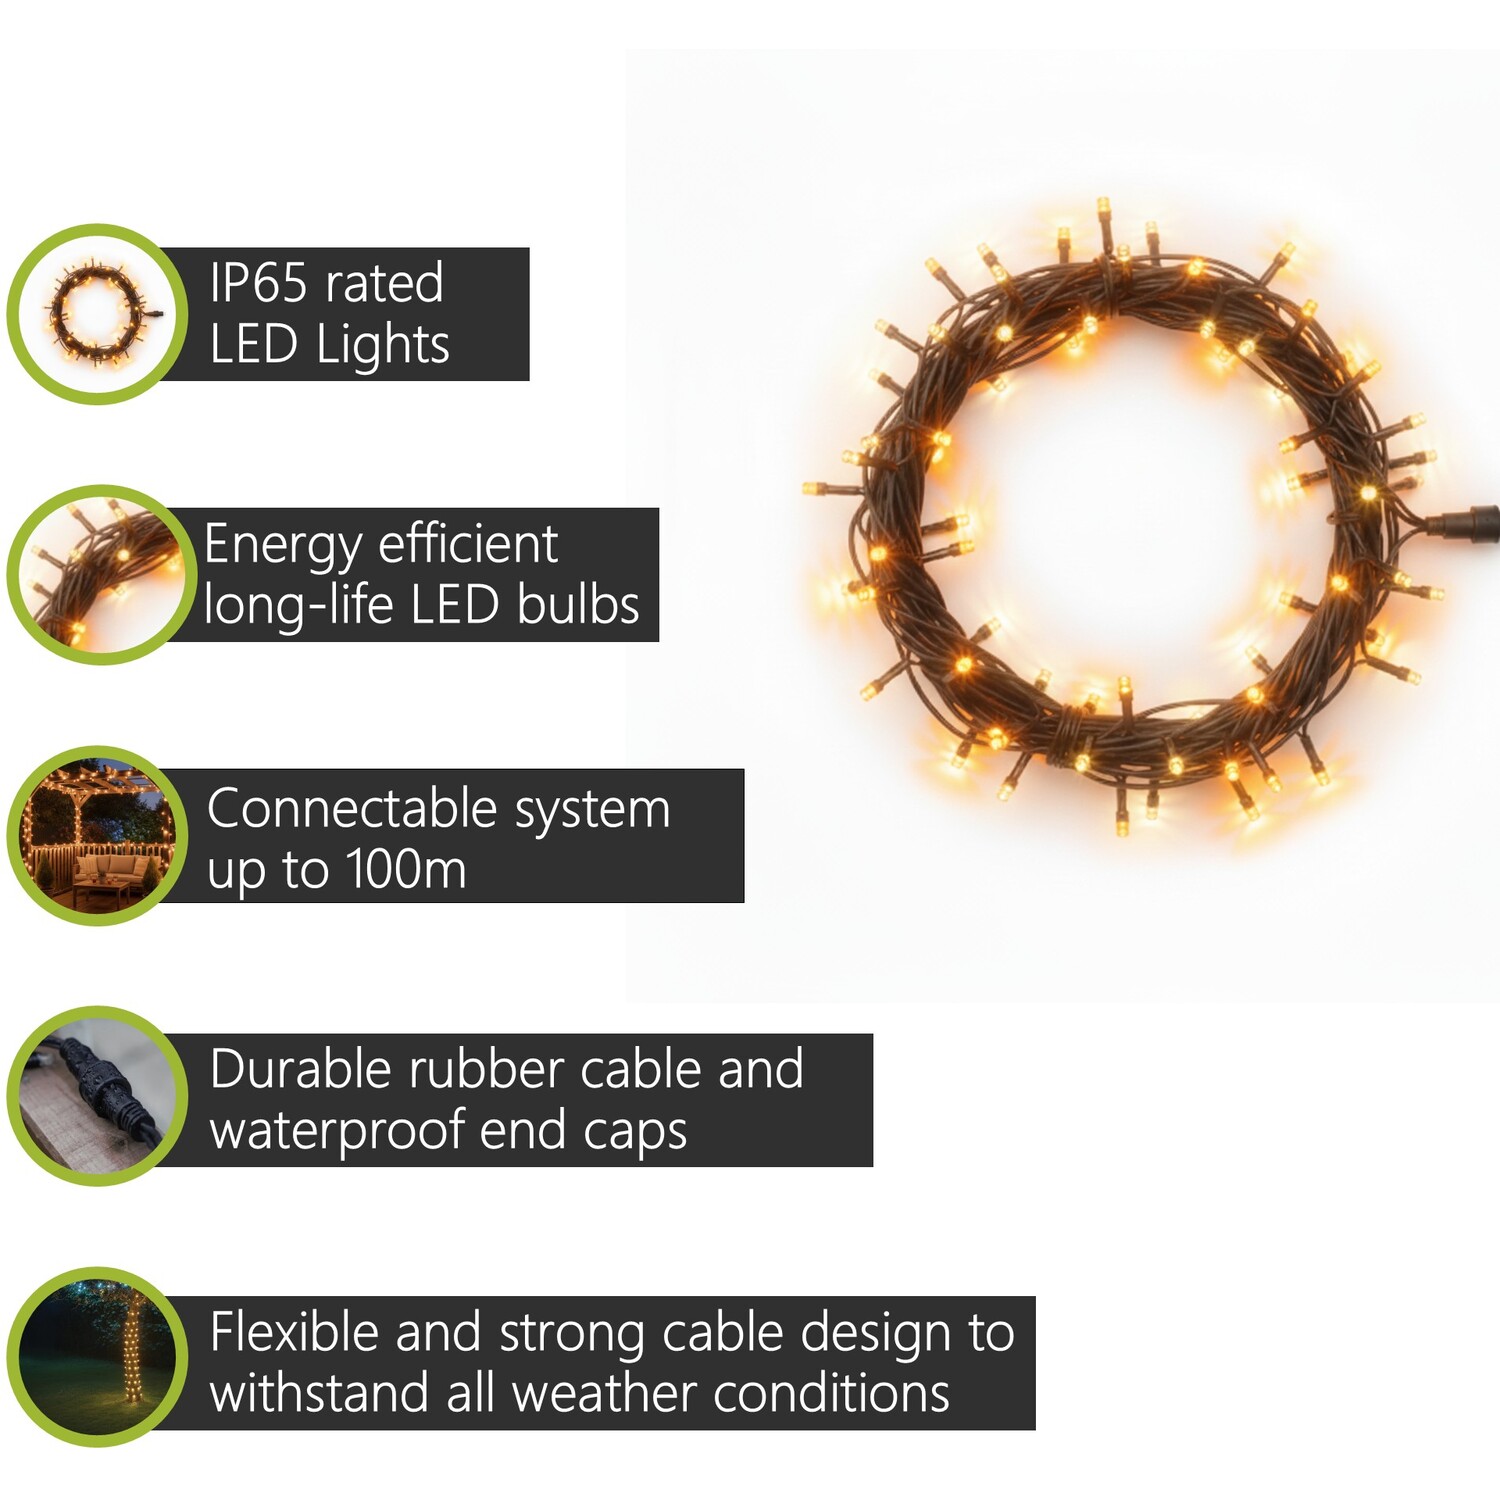 IP65 rated
LED Lights
Energy efficient
long-life LED bulbs
Connectable system
up to 100m
Durable rubber cable and
waterproof end caps
Flexible and strong cable design to
withstand all weather conditions